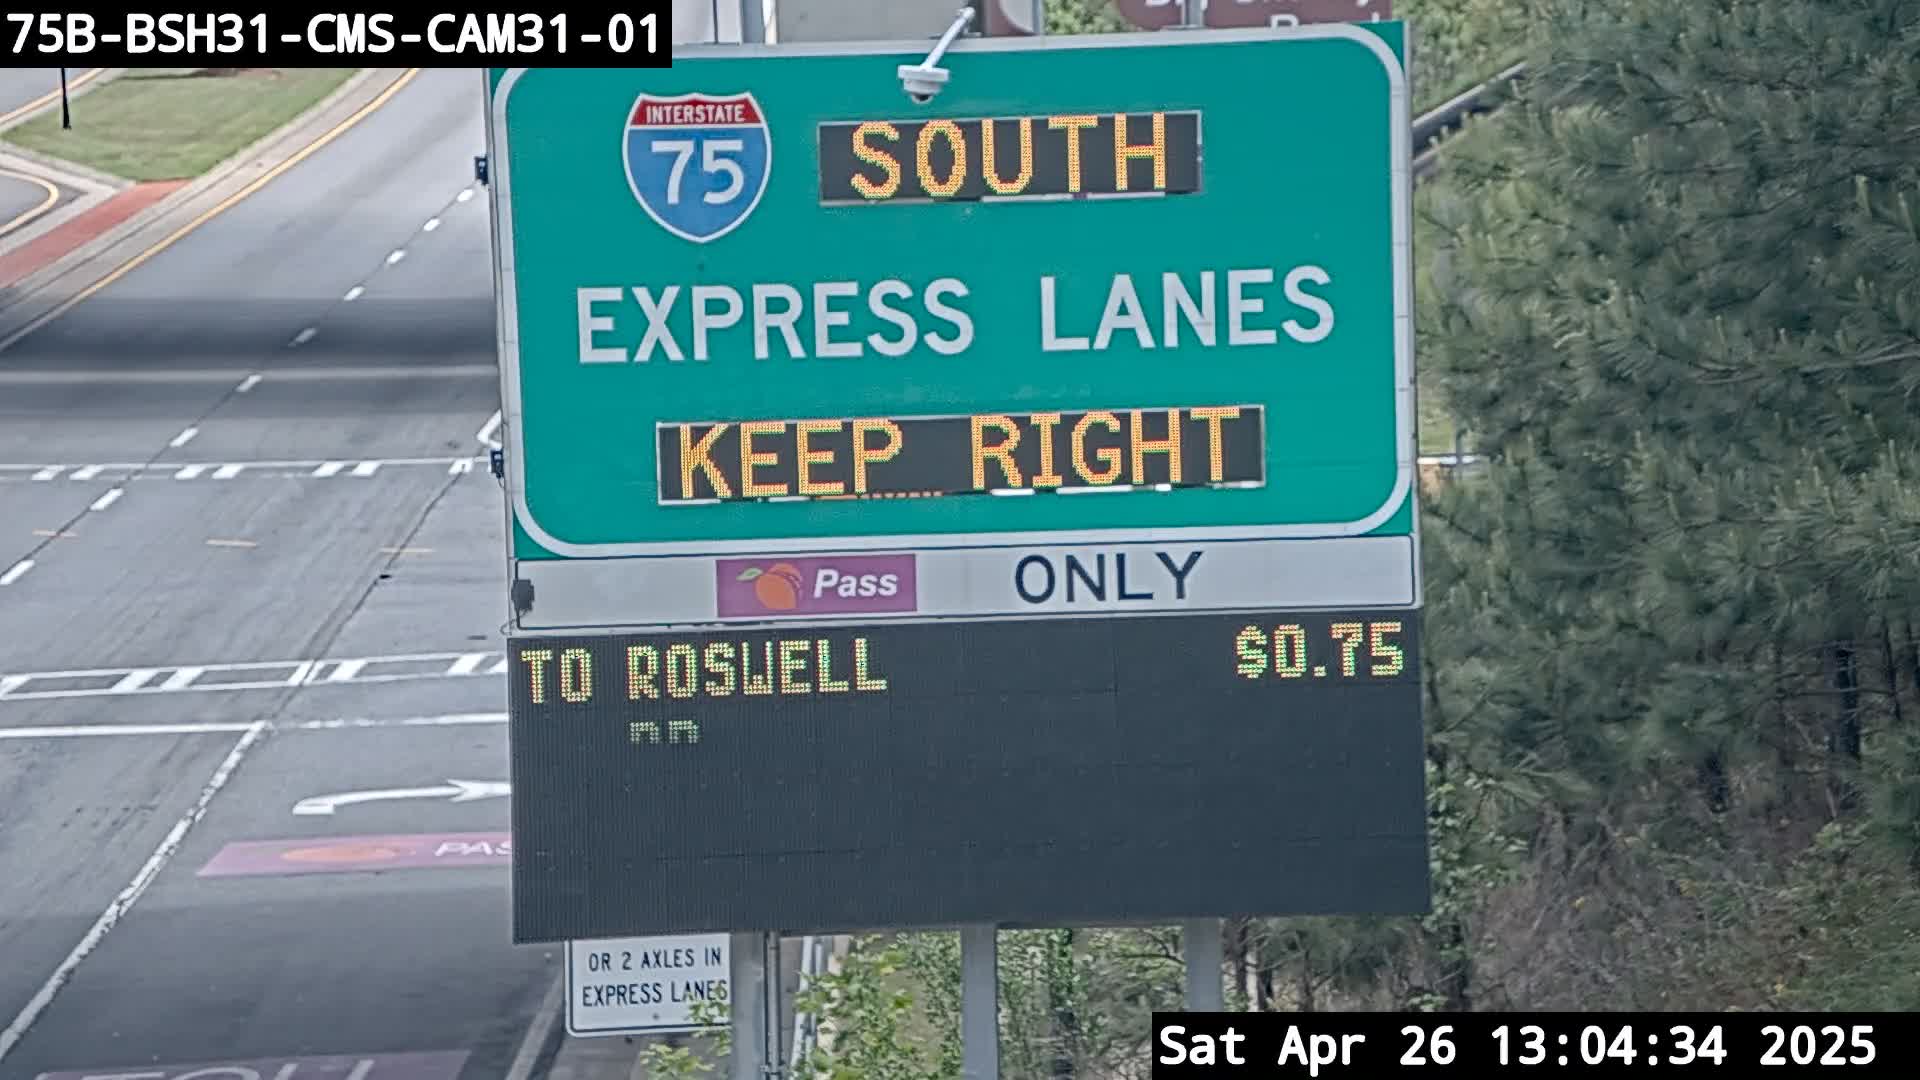 75B-BSH31-CMS-CAM31-01
INTERSTATE
75
SOUTH
EXPRESS LANES
KEEP RIGHT
Pass ONLY
TO ROSWELL $0.75
PAS
OR 2 AXLES IN
EXPRESS LANES
Sat Apr 26 13:04:34 2025